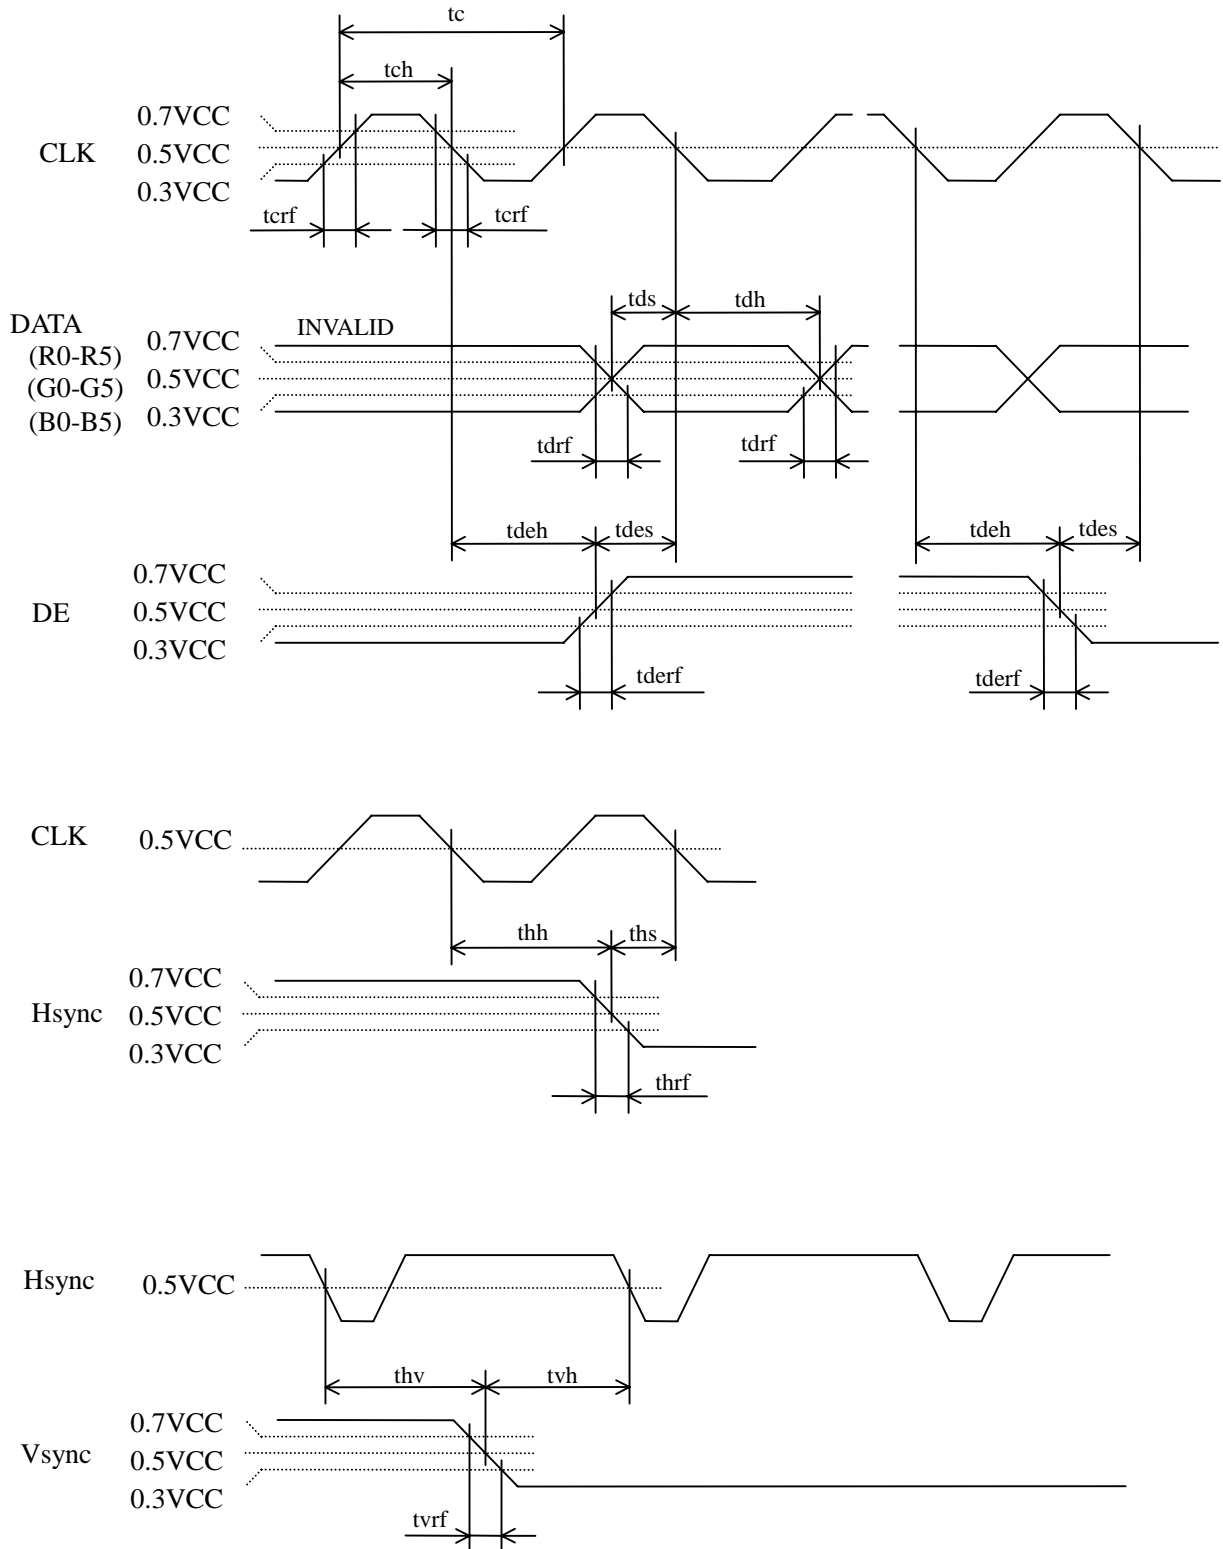 tc
tch
0.7VCC
CLK 0.5VCC
0.3VCC
tcrf tcrf
tds tdh
DATA INVALID
0.7VCC
(R0-R5)
(G0-G5) 0.5VCC
(B0-B5) 0.3VCC
tdrf tdrf
tdeh tdes tdeh tdes
0.7VCC
DE 0.5VCC
0.3VCC
tderf tderf
CLK 0.5VCC
thh ths
0.7VCC
Hsync 0.5VCC
0.3VCC
thrf
Hsync 0.5VCC
thv tvh
0.7VCC
Vsync 0.5VCC
0.3VCC
tvrf